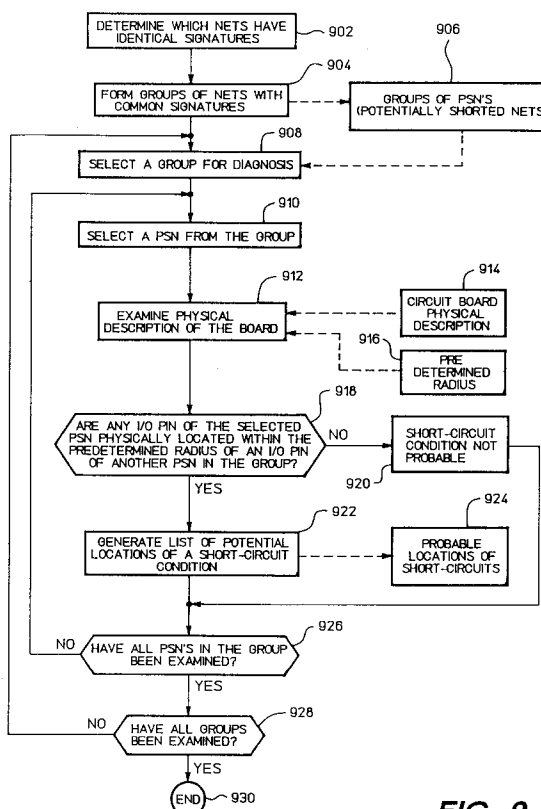 DETERMINE WHICH NETS HAVE
IDENTICAL SIGNATURES
902
904
906
FORM GROUPS OF NETS WITH
COMMON SIGNATURES
GROUPS OF PSN'S
(POTENTIALLY SHORTED NETS
908
SELECT A GROUP FOR DIAGNOSIS
910
SELECT A PSN FROM THE GROUP
912
914
EXAMINE PHYSICAL
DESCRIPTION OF THE BOARD
CIRCUIT BOARD
PHYSICAL
DESCRIPTION
916
PRE
DETERMINED
RADIUS
918
ARE ANY I/O PIN OF THE SELECTED
PSN PHYSICALLY LOCATED WITHIN THE
PREDETERMINED RADIUS OF AN I/O PIN
OF ANOTHER PSN IN THE GROUP?
NO
SHORT-CIRCUIT
CONDITION NOT
PROBABLE
920
YES
922
924
GENERATE LIST OF POTENTIAL
LOCATIONS OF A SHORT-CIRCUIT
CONDITION
PROBABLE
LOCATIONS OF
SHORT-CIRCUITS
926
NO
HAVE ALL PSN'S IN THE GROUP
BEEN EXAMINED?
YES
928
NO
HAVE ALL GROUPS
BEEN EXAMINED?
YES
END
930
FIG 9